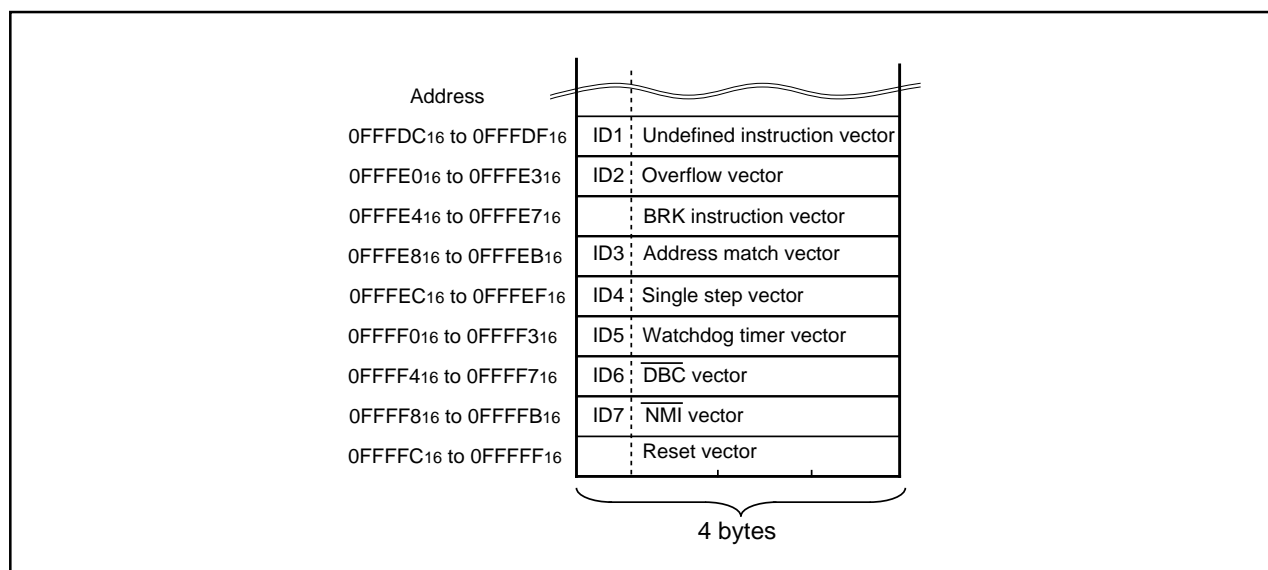 Address
0FFFDC16 to 0FFFDF16 ID1 Undefined instruction vector
0FFFE016 to 0FFFE316 ID2 Overflow vector
0FFFE416 to 0FFFE716 BRK instruction vector
0FFFE816 to 0FFFEB16 ID3 Address match vector
0FFFEC16 to 0FFFEF16 ID4 Single step vector
0FFFF016 to 0FFFF316 ID5 Watchdog timer vector
0FFFF416 to 0FFFF716 ID6 DBC vector
0FFFF816 to 0FFFFB16 ID7 NMI vector
0FFFFC16 to 0FFFFF16 Reset vector
4 bytes